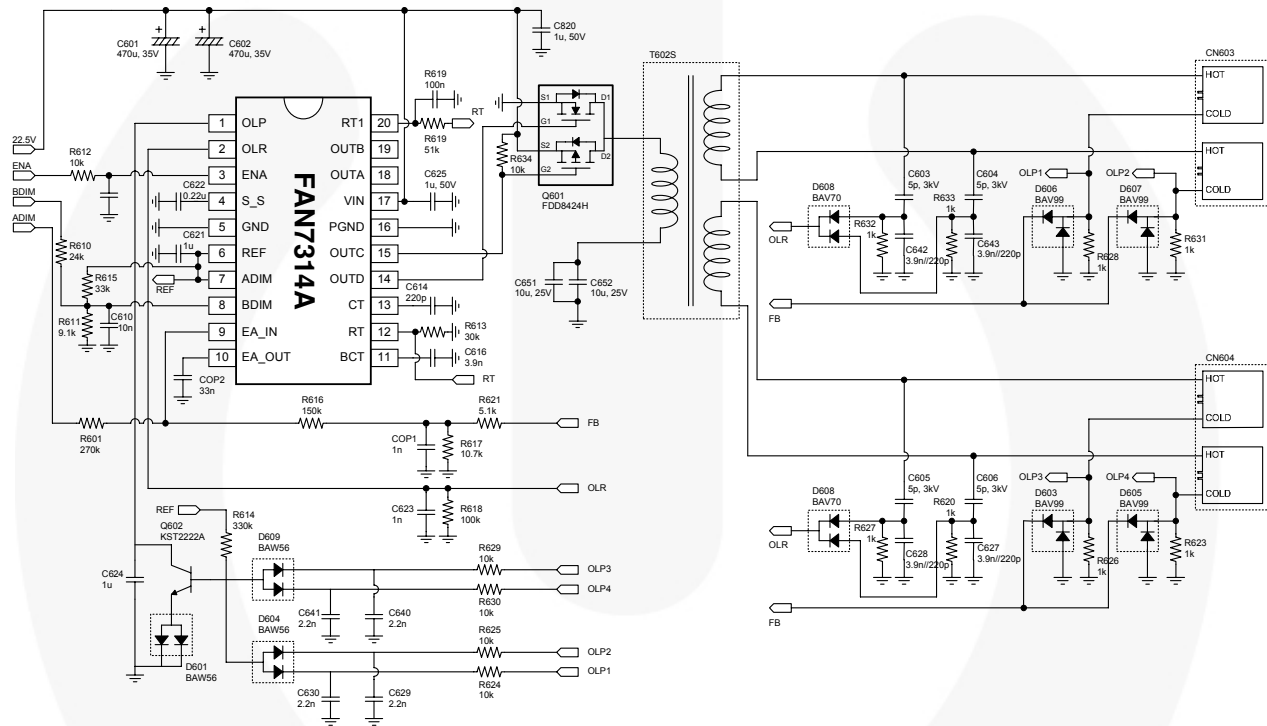 C601
470u, 35V
C602
470u, 35V
C820
1u, 50V
T602S
CN603
HOT
COLD
HOT
COLD
R619
100n
RT
R619
51k
22.5V
ENA
BDIM
ADIM
R612
10k
C622
0.22u
C621
1u
REF
R610
24k
R615
33k
R611
9.1k
C610
10n
FAN7314A
1 OLP
2 OLR
3 ENA
4 S_S
5 GND
6 REF
7 ADIM
8 BDIM
9 EA_IN
10 EA_OUT
RT1 20
OUTB 19
OUTA 18
VIN 17
PGND 16
OUTC 15
OUTD 14
CT 13
RT 12
BCT 11
C625
1u, 50V
R634
10k
S1
D1
G1
S2
D2
G2
Q601
FDD8424H
C614
220p
R613
30k
C616
3.9n
RT
C651
10u, 25V
C652
10u, 25V
COP2
33n
D608
BAV70
OLR
C603
5p, 3kV
C604
5p, 3kV
R632
1k
R633
1k
C642
3.9n//220p
C643
3.9n//220p
OLP1
D606
BAV99
OLP2
D607
BAV99
R628
1k
R631
1k
FB
R601
270k
R616
150k
R621
5.1k
FB
COP1
1n
R617
10.7k
OLR
C623
1n
R618
100k
CN604
HOT
COLD
HOT
COLD
D608
BAV70
OLR
C605
5p, 3kV
C606
5p, 3kV
R627
1k
R620
1k
C628
3.9n//220p
C627
3.9n//220p
OLP3
D603
BAV99
OLP4
D605
BAV99
R626
1k
R623
1k
FB
REF
R614
330k
Q602
KST2222A
C624
1u
D601
BAW56
D609
BAW56
R629
10k
OLP3
OLP4
R630
10k
C641
2.2n
C640
2.2n
D604
BAW56
R625
10k
OLP2
OLP1
R624
10k
C630
2.2n
C629
2.2n